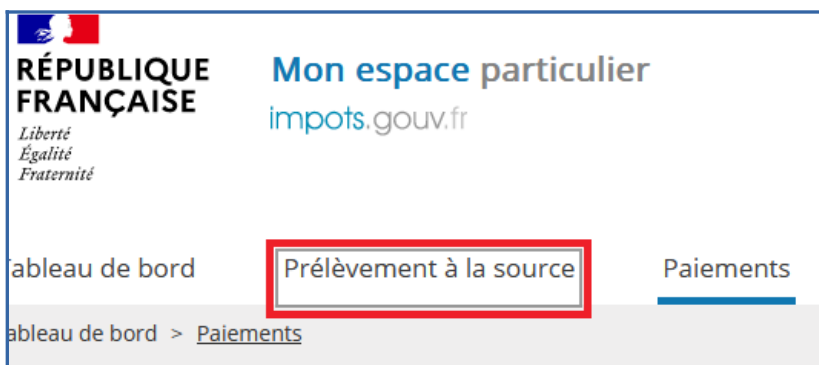 RÉPUBLIQUE
FRANÇAISE
Liberté
Égalité
Fraternité
Mon espace particulier
impots.gouv.fr
ableau de bord
Prélèvement à la source
Paiements
ableau de bord > Paiements